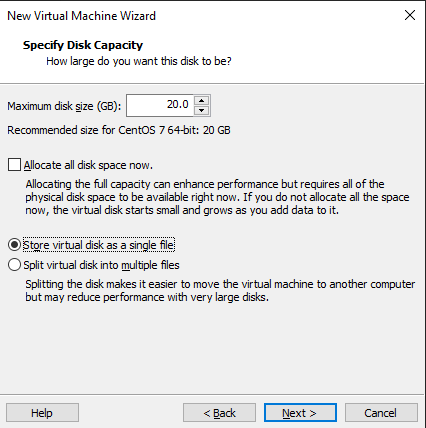 New Virtual Machine Wizard
Specify Disk Capacity
How large do you want this disk to be?
Maximum disk size (GB): 20.0
Recommended size for CentOS 7 64-bit: 20 GB
Allocate all disk space now.
Allocating the full capacity can enhance performance but requires all of the
physical disk space to be available right now. If you do not allocate all the space
now, the virtual disk starts small and grows as you add data to it.
Store virtual disk as a single file
Split virtual disk into multiple files
Splitting the disk makes it easier to move the virtual machine to another computer
but may reduce performance with very large disks.
Help < Back Next > Cancel